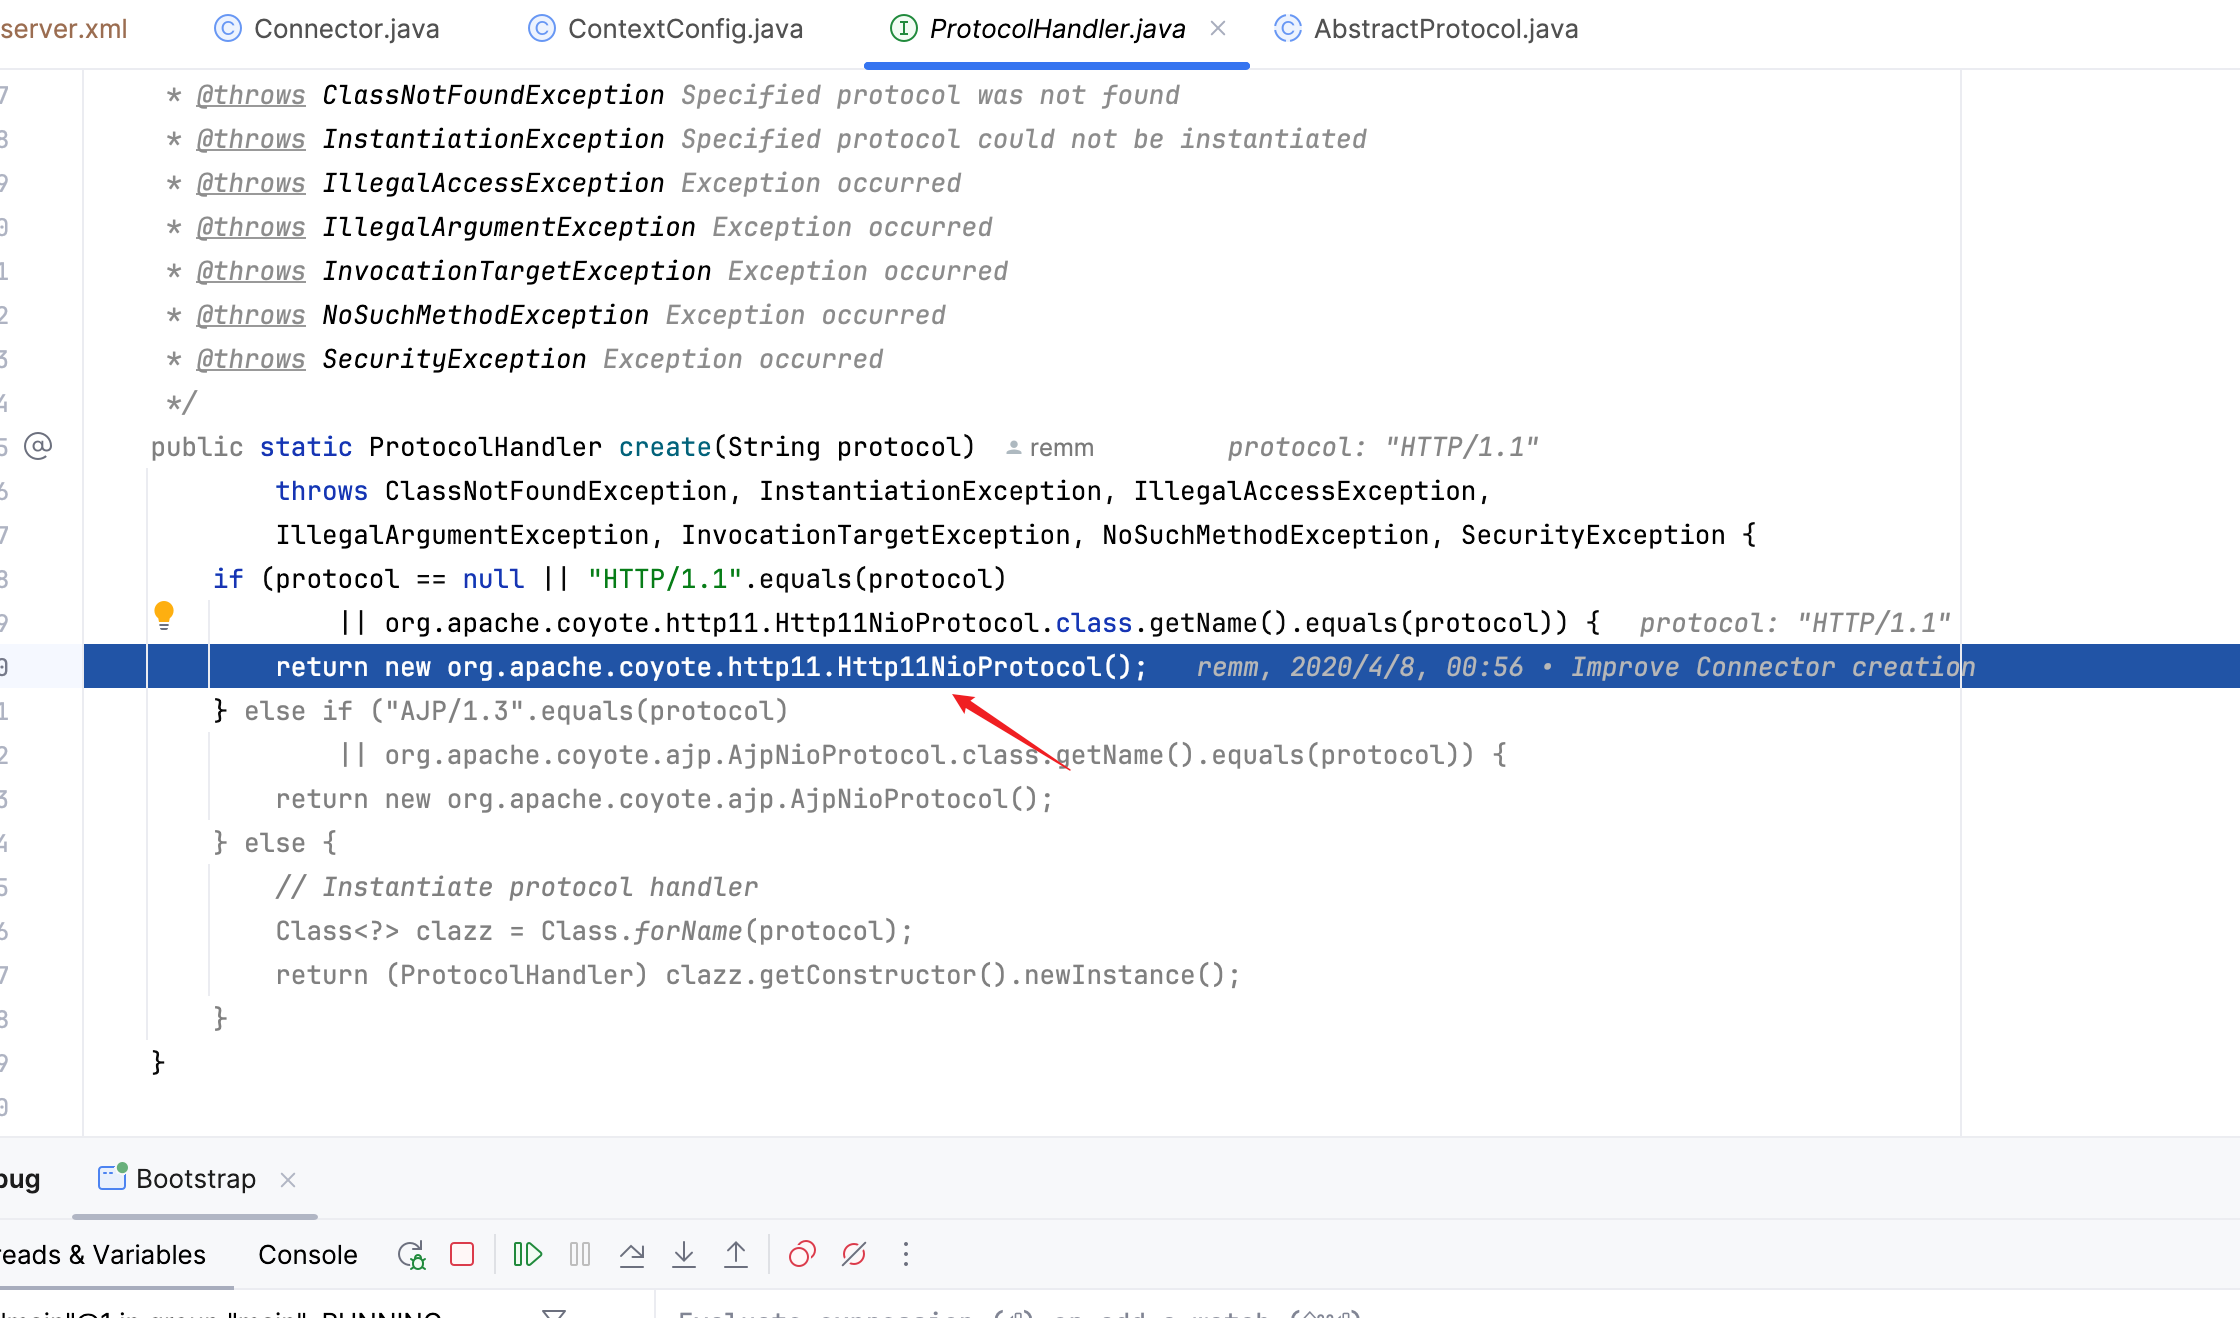 server.xml Connector.java ContextConfig.java ProtocolHandler.java AbstractProtocol.java
7 * @throws ClassNotFoundException Specified protocol was not found
8 * @throws InstantiationException Specified protocol could not be instantiated
9 * @throws IllegalAccessException Exception occurred
0 * @throws IllegalArgumentException Exception occurred
1 * @throws InvocationTargetException Exception occurred
2 * @throws NoSuchMethodException Exception occurred
3 * @throws SecurityException Exception occurred
4 */
5 public static ProtocolHandler create(String protocol) remm protocol: "HTTP/1.1"
6 throws ClassNotFoundException, InstantiationException, IllegalAccessException,
7 IllegalArgumentException, InvocationTargetException, NoSuchMethodException, SecurityException {
8 if (protocol == null || "HTTP/1.1".equals(protocol)
9 || org.apache.coyote.http11.Http11NioProtocol.class.getName().equals(protocol)) { protocol: "HTTP/1.1"
0 return new org.apache.coyote.http11.Http11NioProtocol(); remm, 2020/4/8, 00:56 • Improve Connector creation
1 } else if ("AJP/1.3".equals(protocol)
2 || org.apache.coyote.ajp.AjpNioProtocol.class.getName().equals(protocol)) {
3 return new org.apache.coyote.ajp.AjpNioProtocol();
4 } else {
5 // Instantiate protocol handler
6 Class<?> clazz = Class.forName(protocol);
7 return (ProtocolHandler) clazz.getConstructor().newInstance();
8 }
9 }
0
bug Bootstrap
reads & Variables Console
"main"@1 in group "main": RUNNING Evaluate expression (⏎) or add a watch